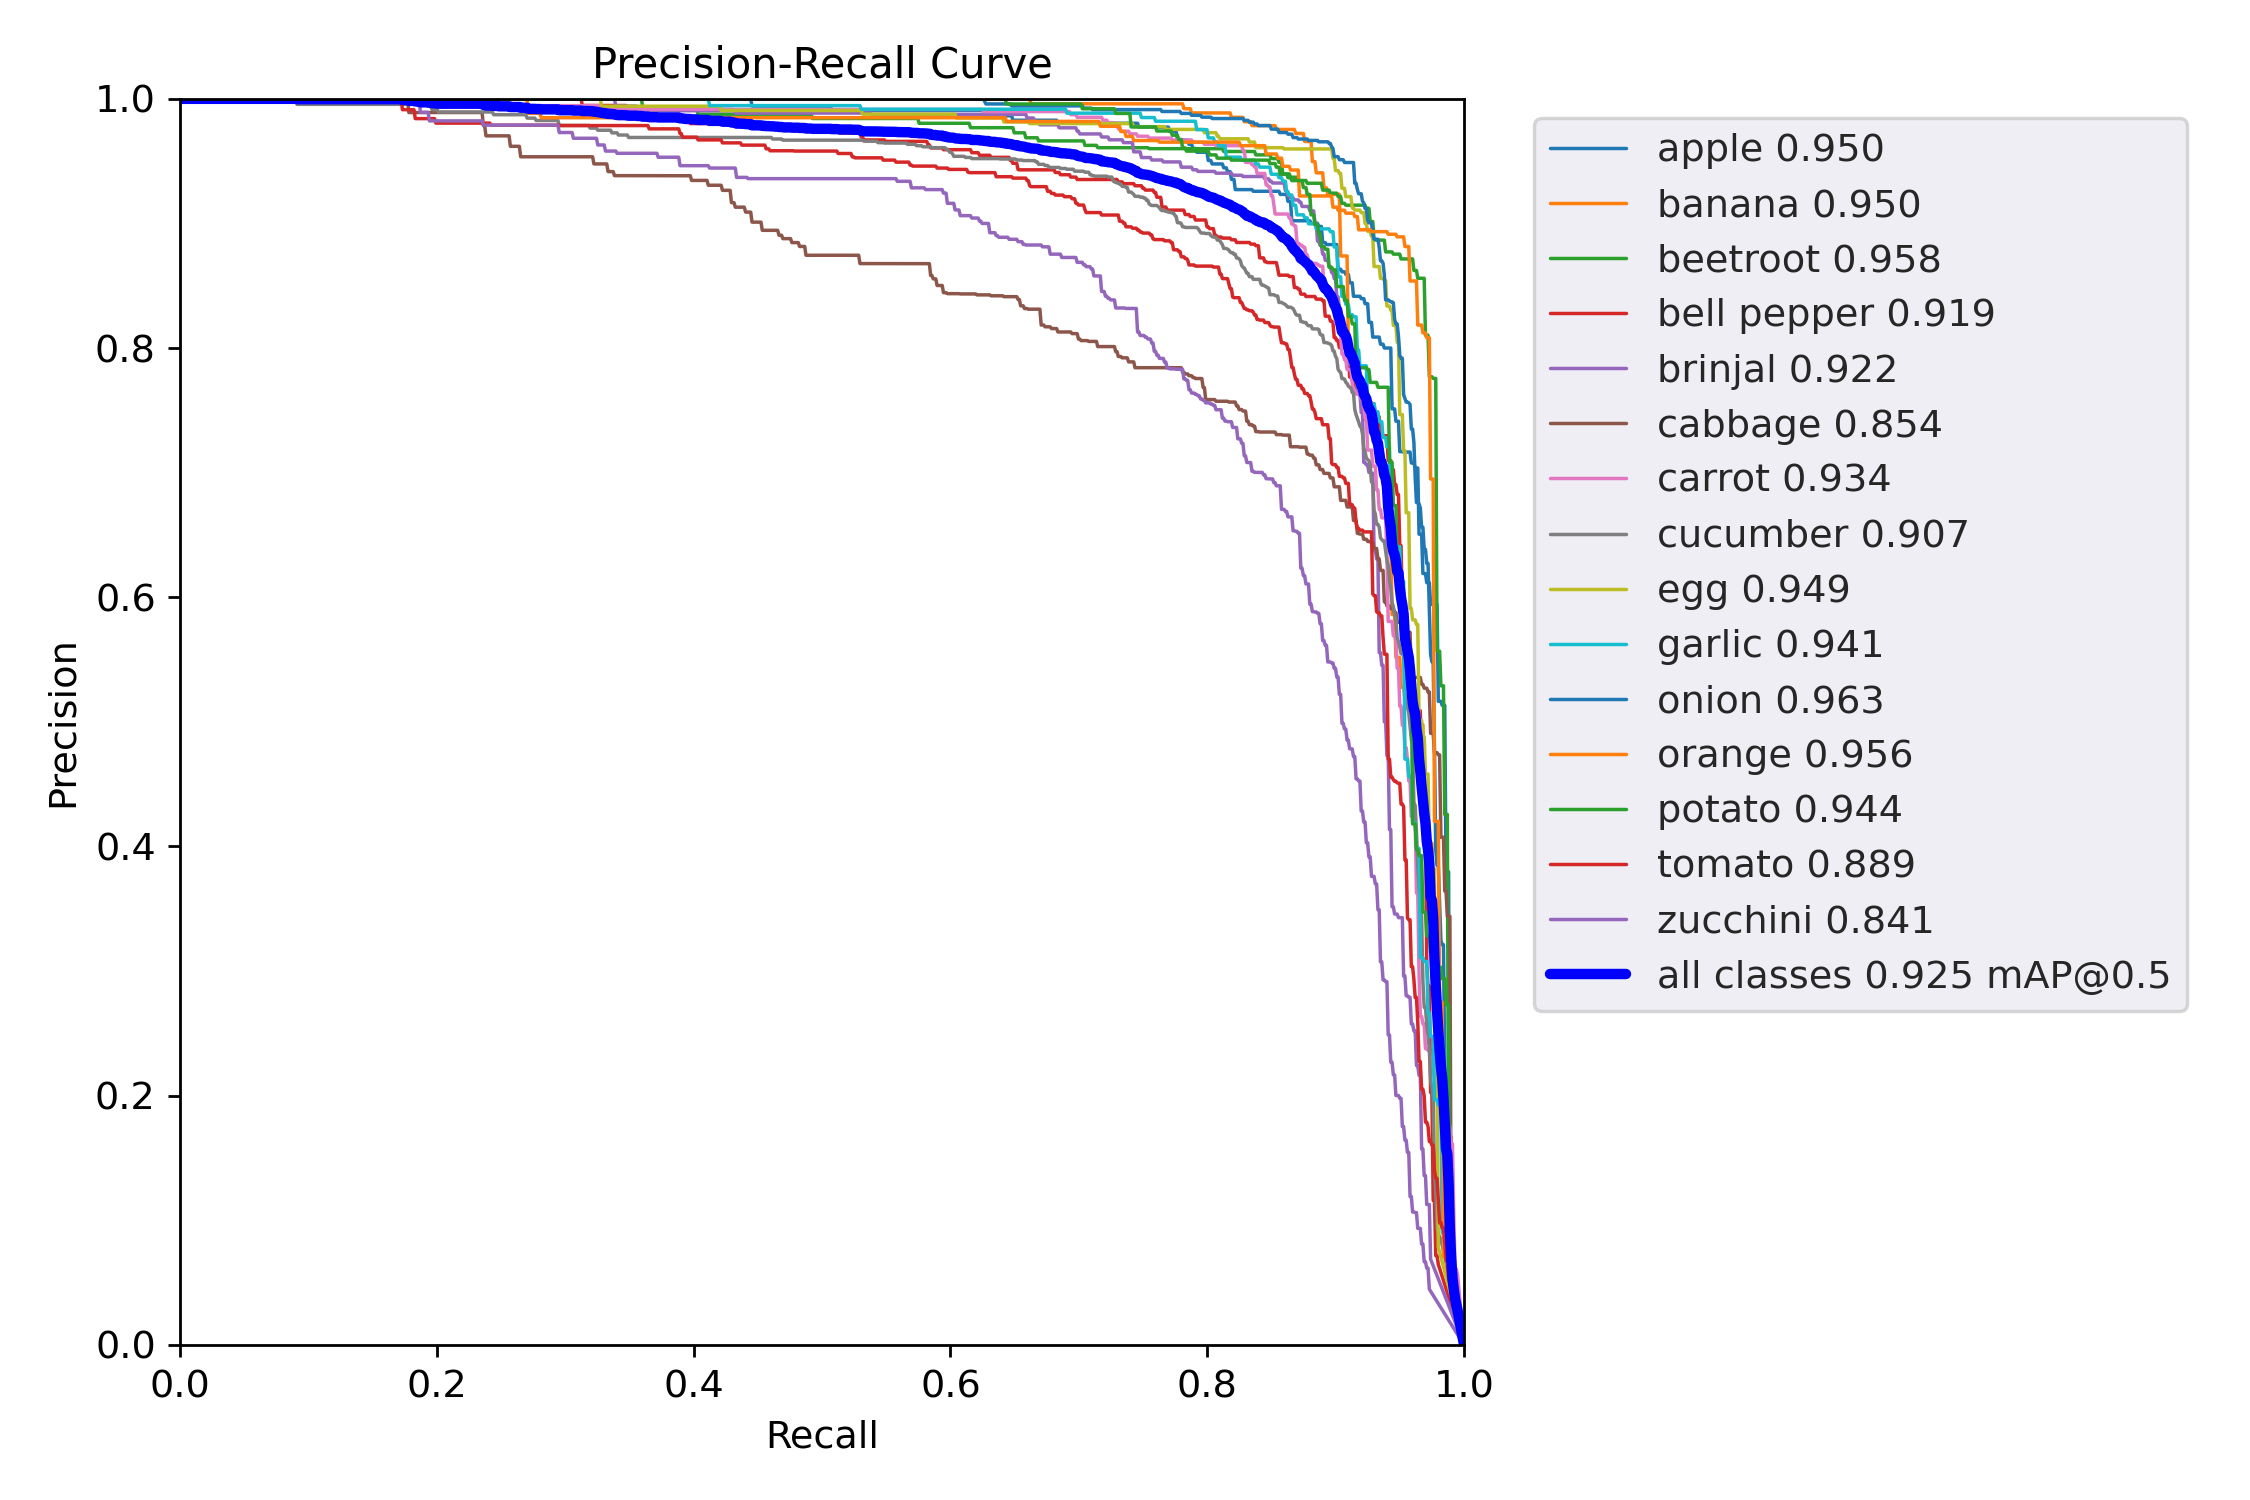 Precision-Recall Curve
1.0
0.8
0.6
0.4
0.2
0.0
Precision
0.0 0.2 0.4 0.6 0.8 1.0
Recall
apple 0.950
banana 0.950
beetroot 0.958
bell pepper 0.919
brinjal 0.922
cabbage 0.854
carrot 0.934
cucumber 0.907
egg 0.949
garlic 0.941
onion 0.963
orange 0.956
potato 0.944
tomato 0.889
zucchini 0.841
all classes 0.925 mAP@0.5